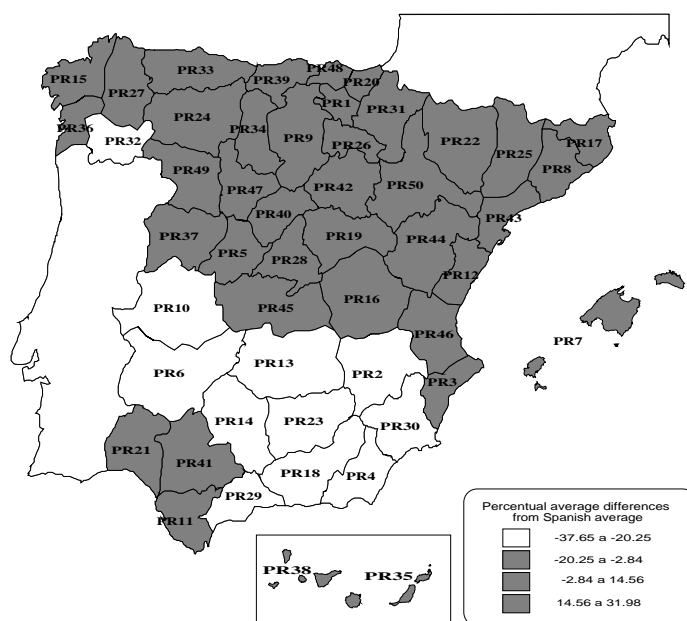 PR15
PR27
PR33
PR39
PR48
PR20
PR1
PR31
PR36
PR32
PR24
PR34
PR9
PR26
PR22
PR25
PR17
PR8
PR49
PR47
PR42
PR50
PR43
PR40
PR37
PR5
PR28
PR19
PR44
PR12
PR10
PR45
PR16
PR46
PR7
PR6
PR13
PR2
PR3
PR14
PR23
PR30
PR21
PR41
PR18
PR4
PR29
PR11
PR38
PR35
Percentual average differences
from Spanish average
-37.65 a -20.25
-20.25 a -2.84
-2.84 a 14.56
14.56 a 31.98